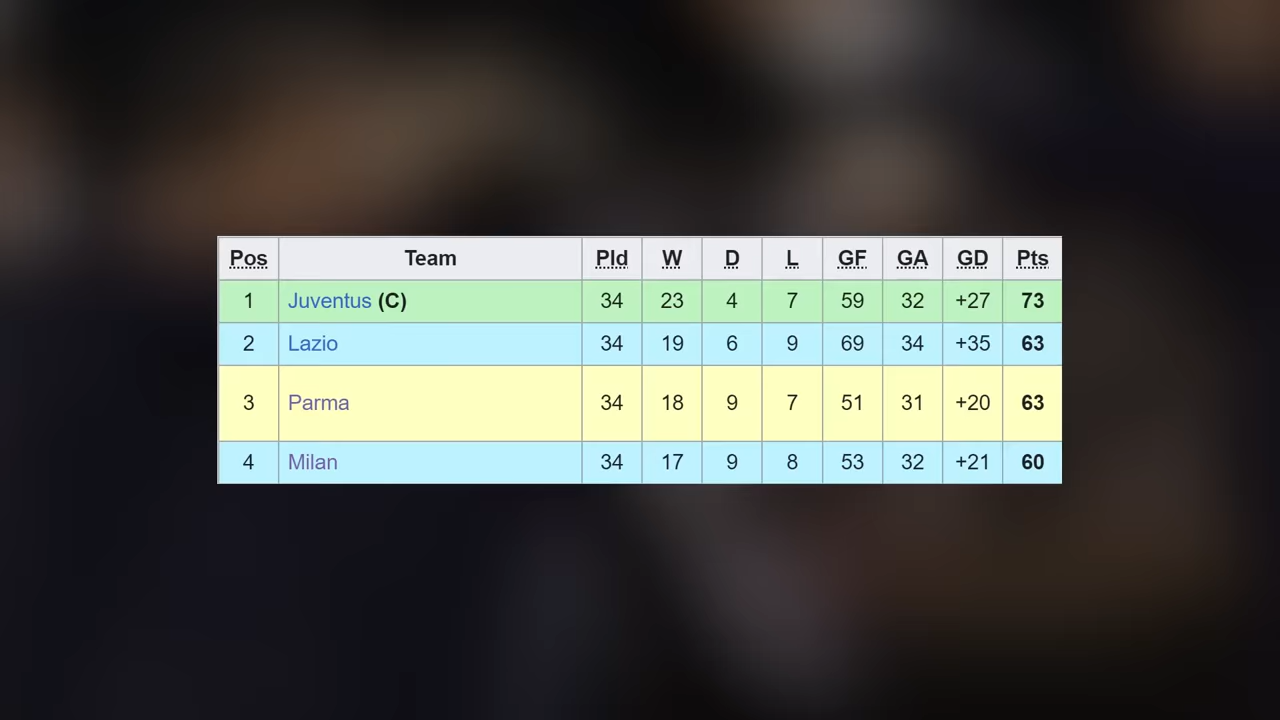 Pos Team Pld W D L GF GA GD Pts
1 Juventus (C) 34 23 4 7 59 32 +27 73
2 Lazio 34 19 6 9 69 34 +35 63
3 Parma 34 18 9 7 51 31 +20 63
4 Milan 34 17 9 8 53 32 +21 60